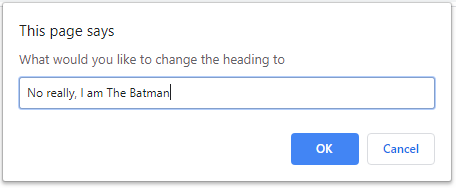 This page says
What would you like to change the heading to
No really, I am The Batman
OK Cancel